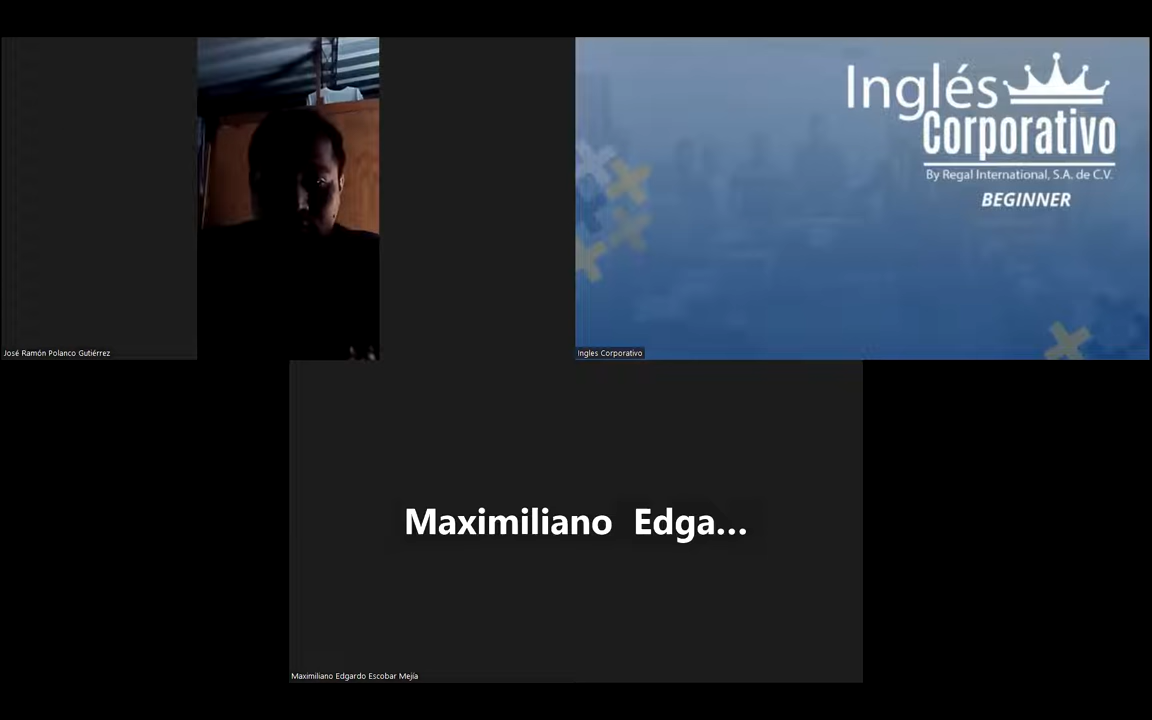 Inglés
Corporativo
By Regal International, S.A. de C.V.
BEGINNER
José Ramón Polanco Gutiérrez
Ingles Corporativo
Maximiliano Edga...
Maximiliano Edgardo Escobar Mejía